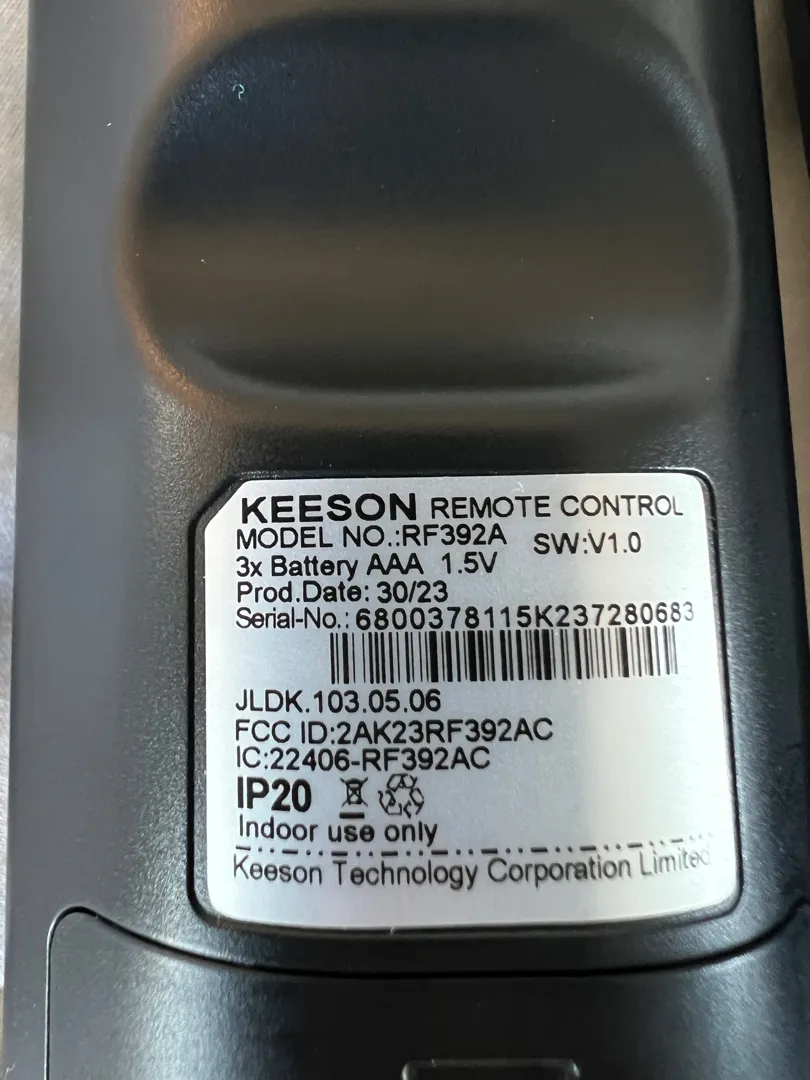 KEESON REMOTE CONTROL
MODEL NO.:RF392A SW:V1.0
3x Battery AAA 1.5V
Prod.Date: 30/23
Serial-No.: 6800378115K237280683
JLDK.103.05.06
FCC ID:2AK23RF392AC
IC:22406-RF392AC
IP20
Indoor use only
Keeson Technology Corporation Limited